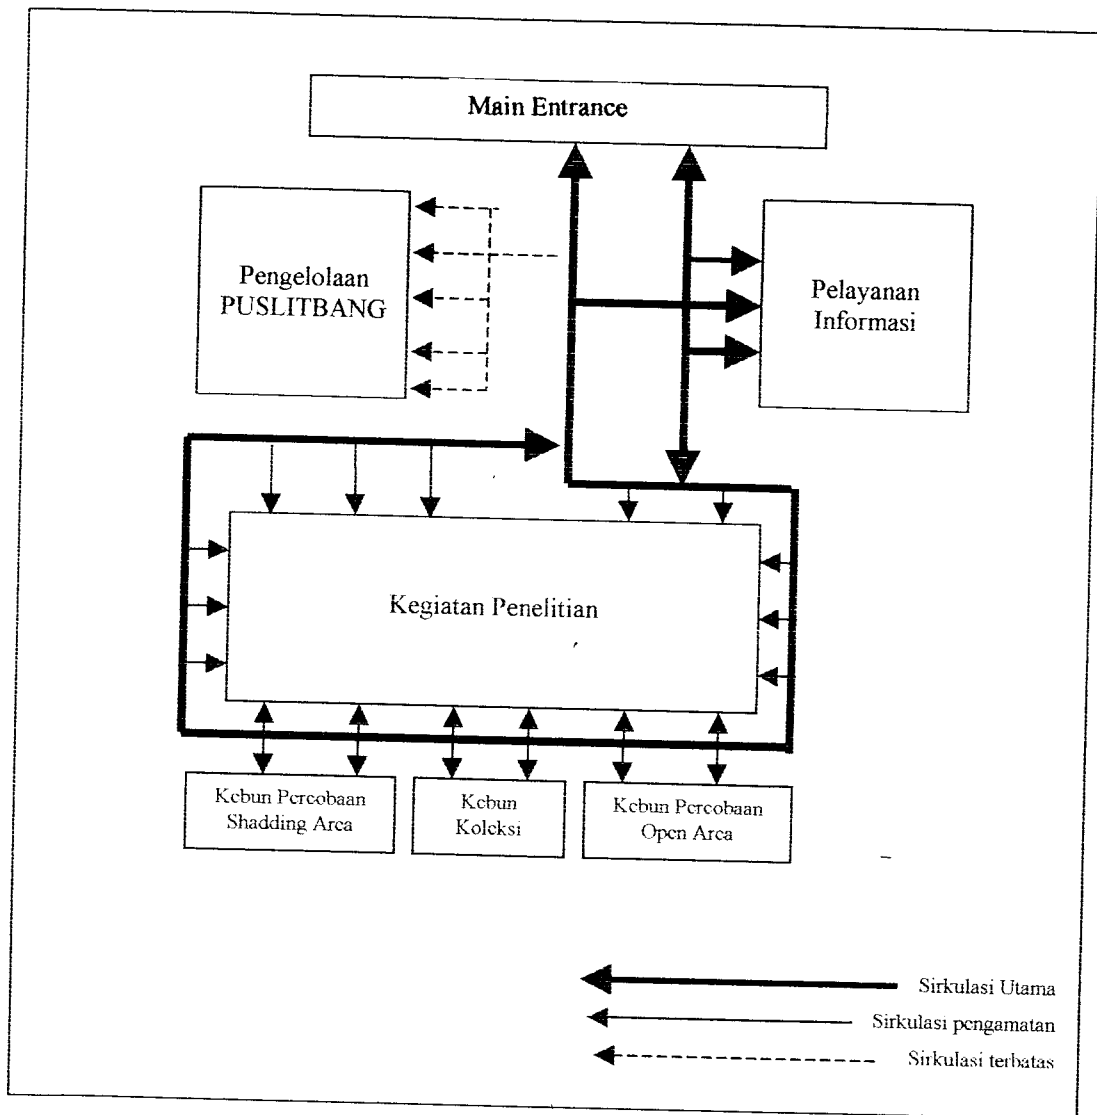 Main Entrance
Pengelolaan
PUSLITBANG
Pelayanan
Informasi
Kegiatan Penelitian
Kebun Percobaan
Shadding Area
Kebun
Koleksi
Kebun Percobaan
Open Area
Sirkulasi Utama
Sirkulasi pengamatan
Sirkulasi terbatas